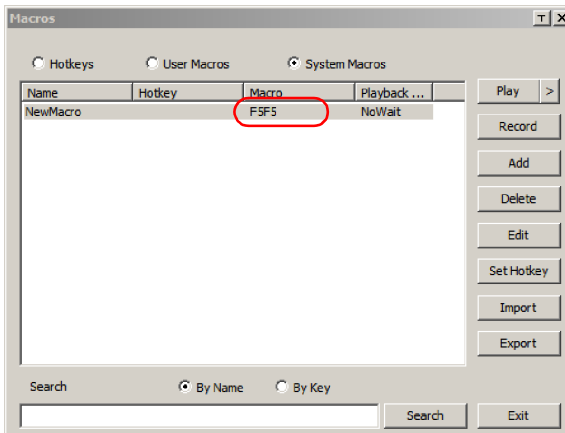 Macros T X
Hotkeys User Macros System Macros
Name Hotkey Macro Playback ...
NewMacro F5F5 NoWait
Play >
Record
Add
Delete
Edit
Set Hotkey
Import
Export
Search By Name By Key
Search Exit